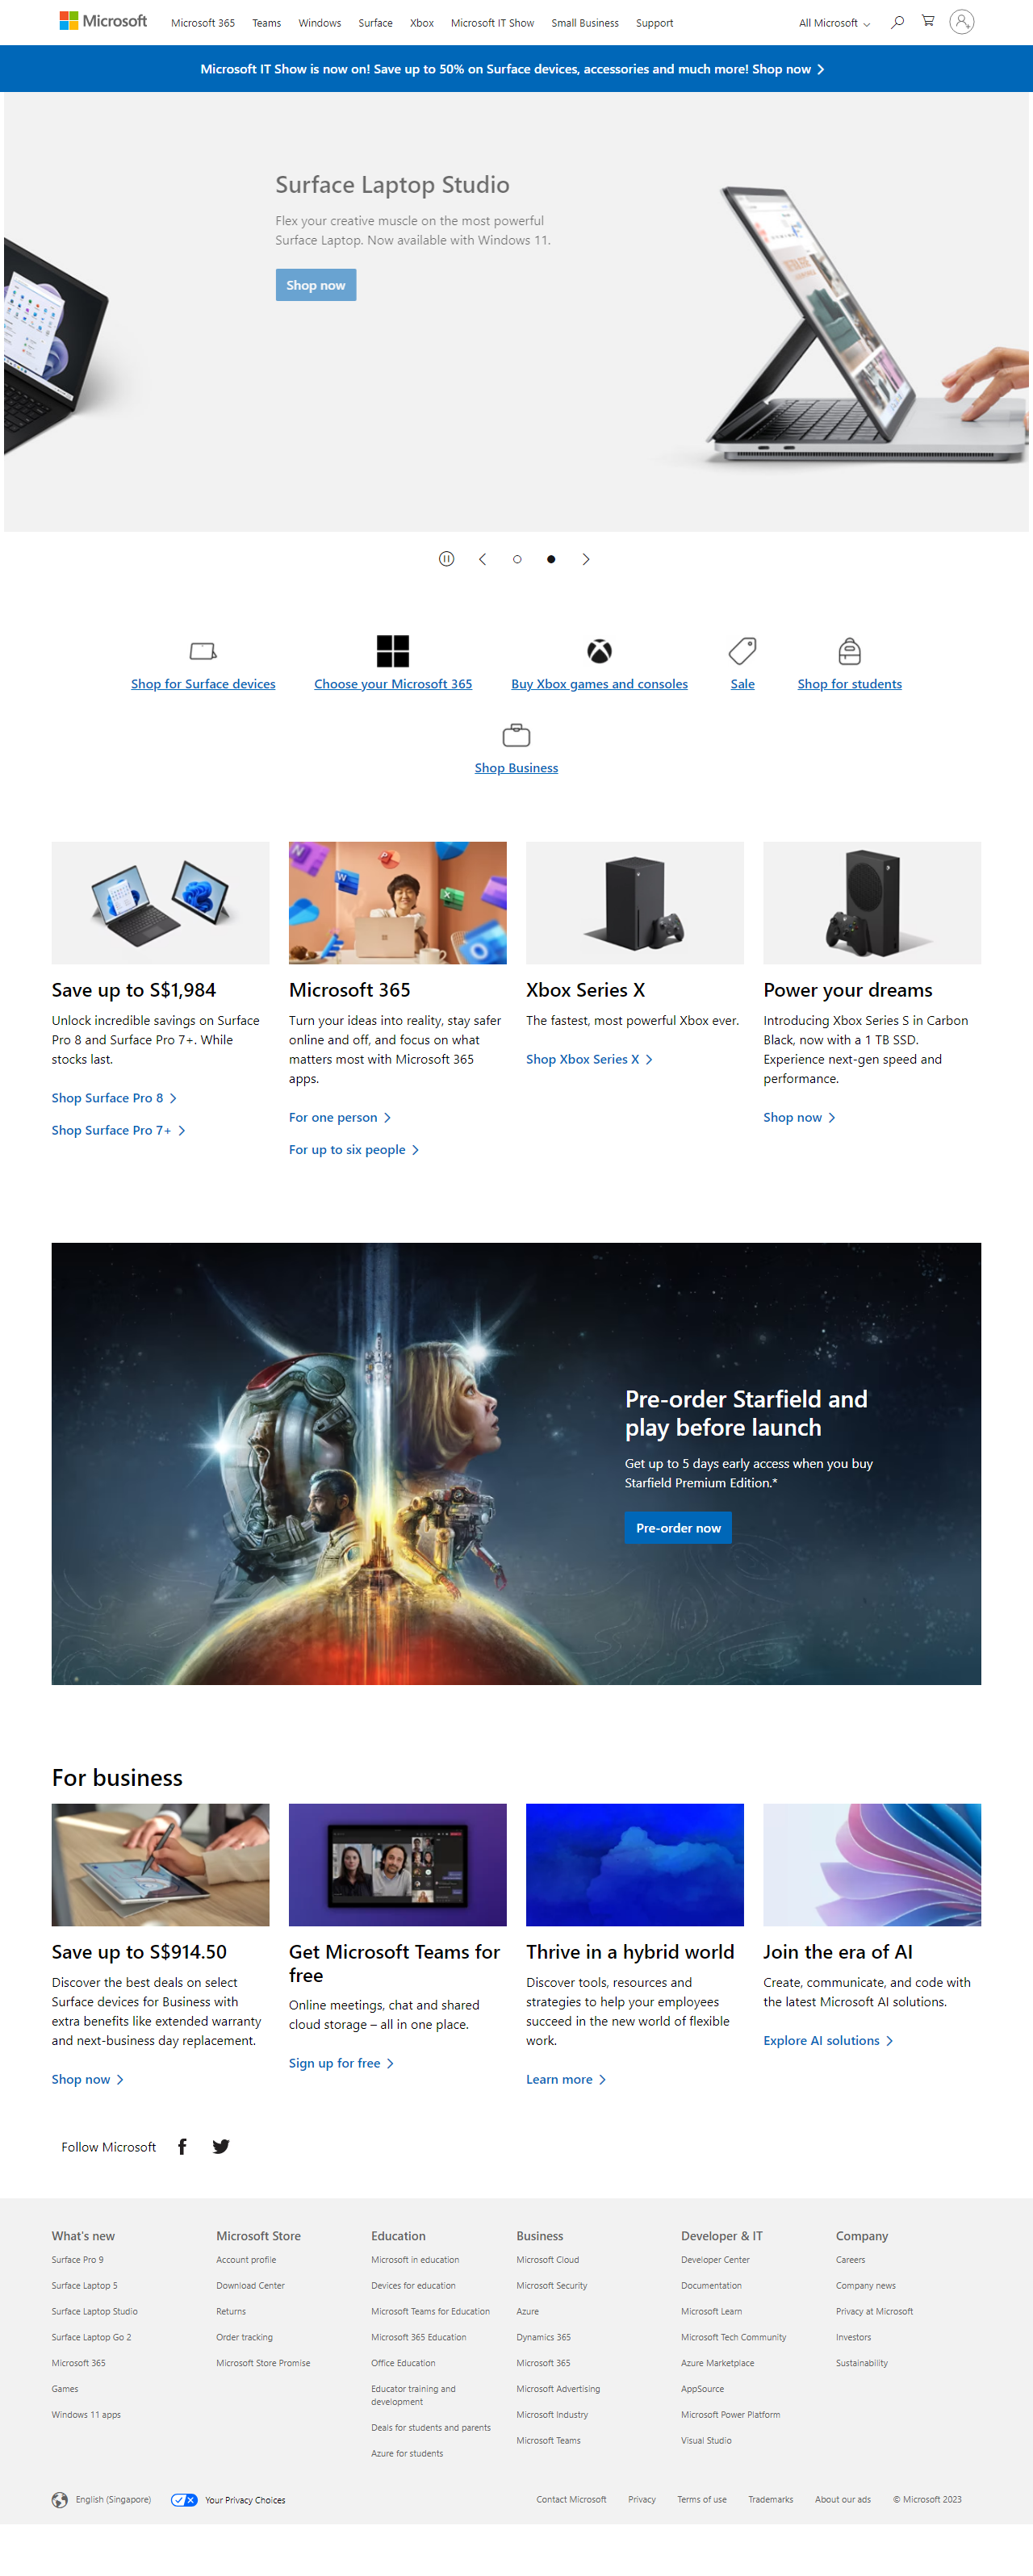 Microsoft
Microsoft 365
Teams
Windows
Surface
Xbox
Microsoft IT Show
Small Business
Support
All Microsoft
Microsoft IT Show is now on! Save up to 50% on Surface devices, accessories and much more! Shop now
Surface Laptop Studio
Flex your creative muscle on the most powerful
Surface Laptop. Now available with Windows 11.
Shop now
Shop for Surface devices
Choose your Microsoft 365
Buy Xbox games and consoles
Sale
Shop for students
Shop Business
Save up to S$1,984
Unlock incredible savings on Surface
Pro 8 and Surface Pro 7+. While
stocks last.
Shop Surface Pro 8
Shop Surface Pro 7+
Microsoft 365
Turn your ideas into reality, stay safer
online and off, and focus on what
matters most with Microsoft 365
apps.
For one person
For up to six people
Xbox Series X
The fastest, most powerful Xbox ever.
Shop Xbox Series X
Power your dreams
Introducing Xbox Series S in Carbon
Black, now with a 1 TB SSD.
Experience next-gen speed and
performance.
Shop now
Pre-order Starfield and
play before launch
Get up to 5 days early access when you buy
Starfield Premium Edition.*
Pre-order now
For business
Save up to S$914.50
Discover the best deals on select
Surface devices for Business with
extra benefits like extended warranty
and next-business day replacement.
Shop now
Get Microsoft Teams for
free
Online meetings, chat and shared
cloud storage – all in one place.
Sign up for free
Thrive in a hybrid world
Discover tools, resources and
strategies to help your employees
succeed in the new world of flexible
work.
Learn more
Join the era of AI
Create, communicate, and code with
the latest Microsoft AI solutions.
Explore AI solutions
Follow Microsoft
What's new
Surface Pro 9
Surface Laptop 5
Surface Laptop Studio
Surface Laptop Go 2
Microsoft 365
Games
Windows 11 apps
Microsoft Store
Account profile
Download Center
Returns
Order tracking
Microsoft Store Promise
Education
Microsoft in education
Devices for education
Microsoft Teams for Education
Microsoft 365 Education
Office Education
Educator training and
development
Deals for students and parents
Azure for students
Business
Microsoft Cloud
Microsoft Security
Azure
Dynamics 365
Microsoft 365
Microsoft Advertising
Microsoft Industry
Microsoft Teams
Developer & IT
Developer Center
Documentation
Microsoft Learn
Microsoft Tech Community
Azure Marketplace
AppSource
Microsoft Power Platform
Visual Studio
Company
Careers
Company news
Privacy at Microsoft
Investors
Sustainability
English (Singapore)
Your Privacy Choices
Contact Microsoft
Privacy
Terms of use
Trademarks
About our ads
© Microsoft 2023